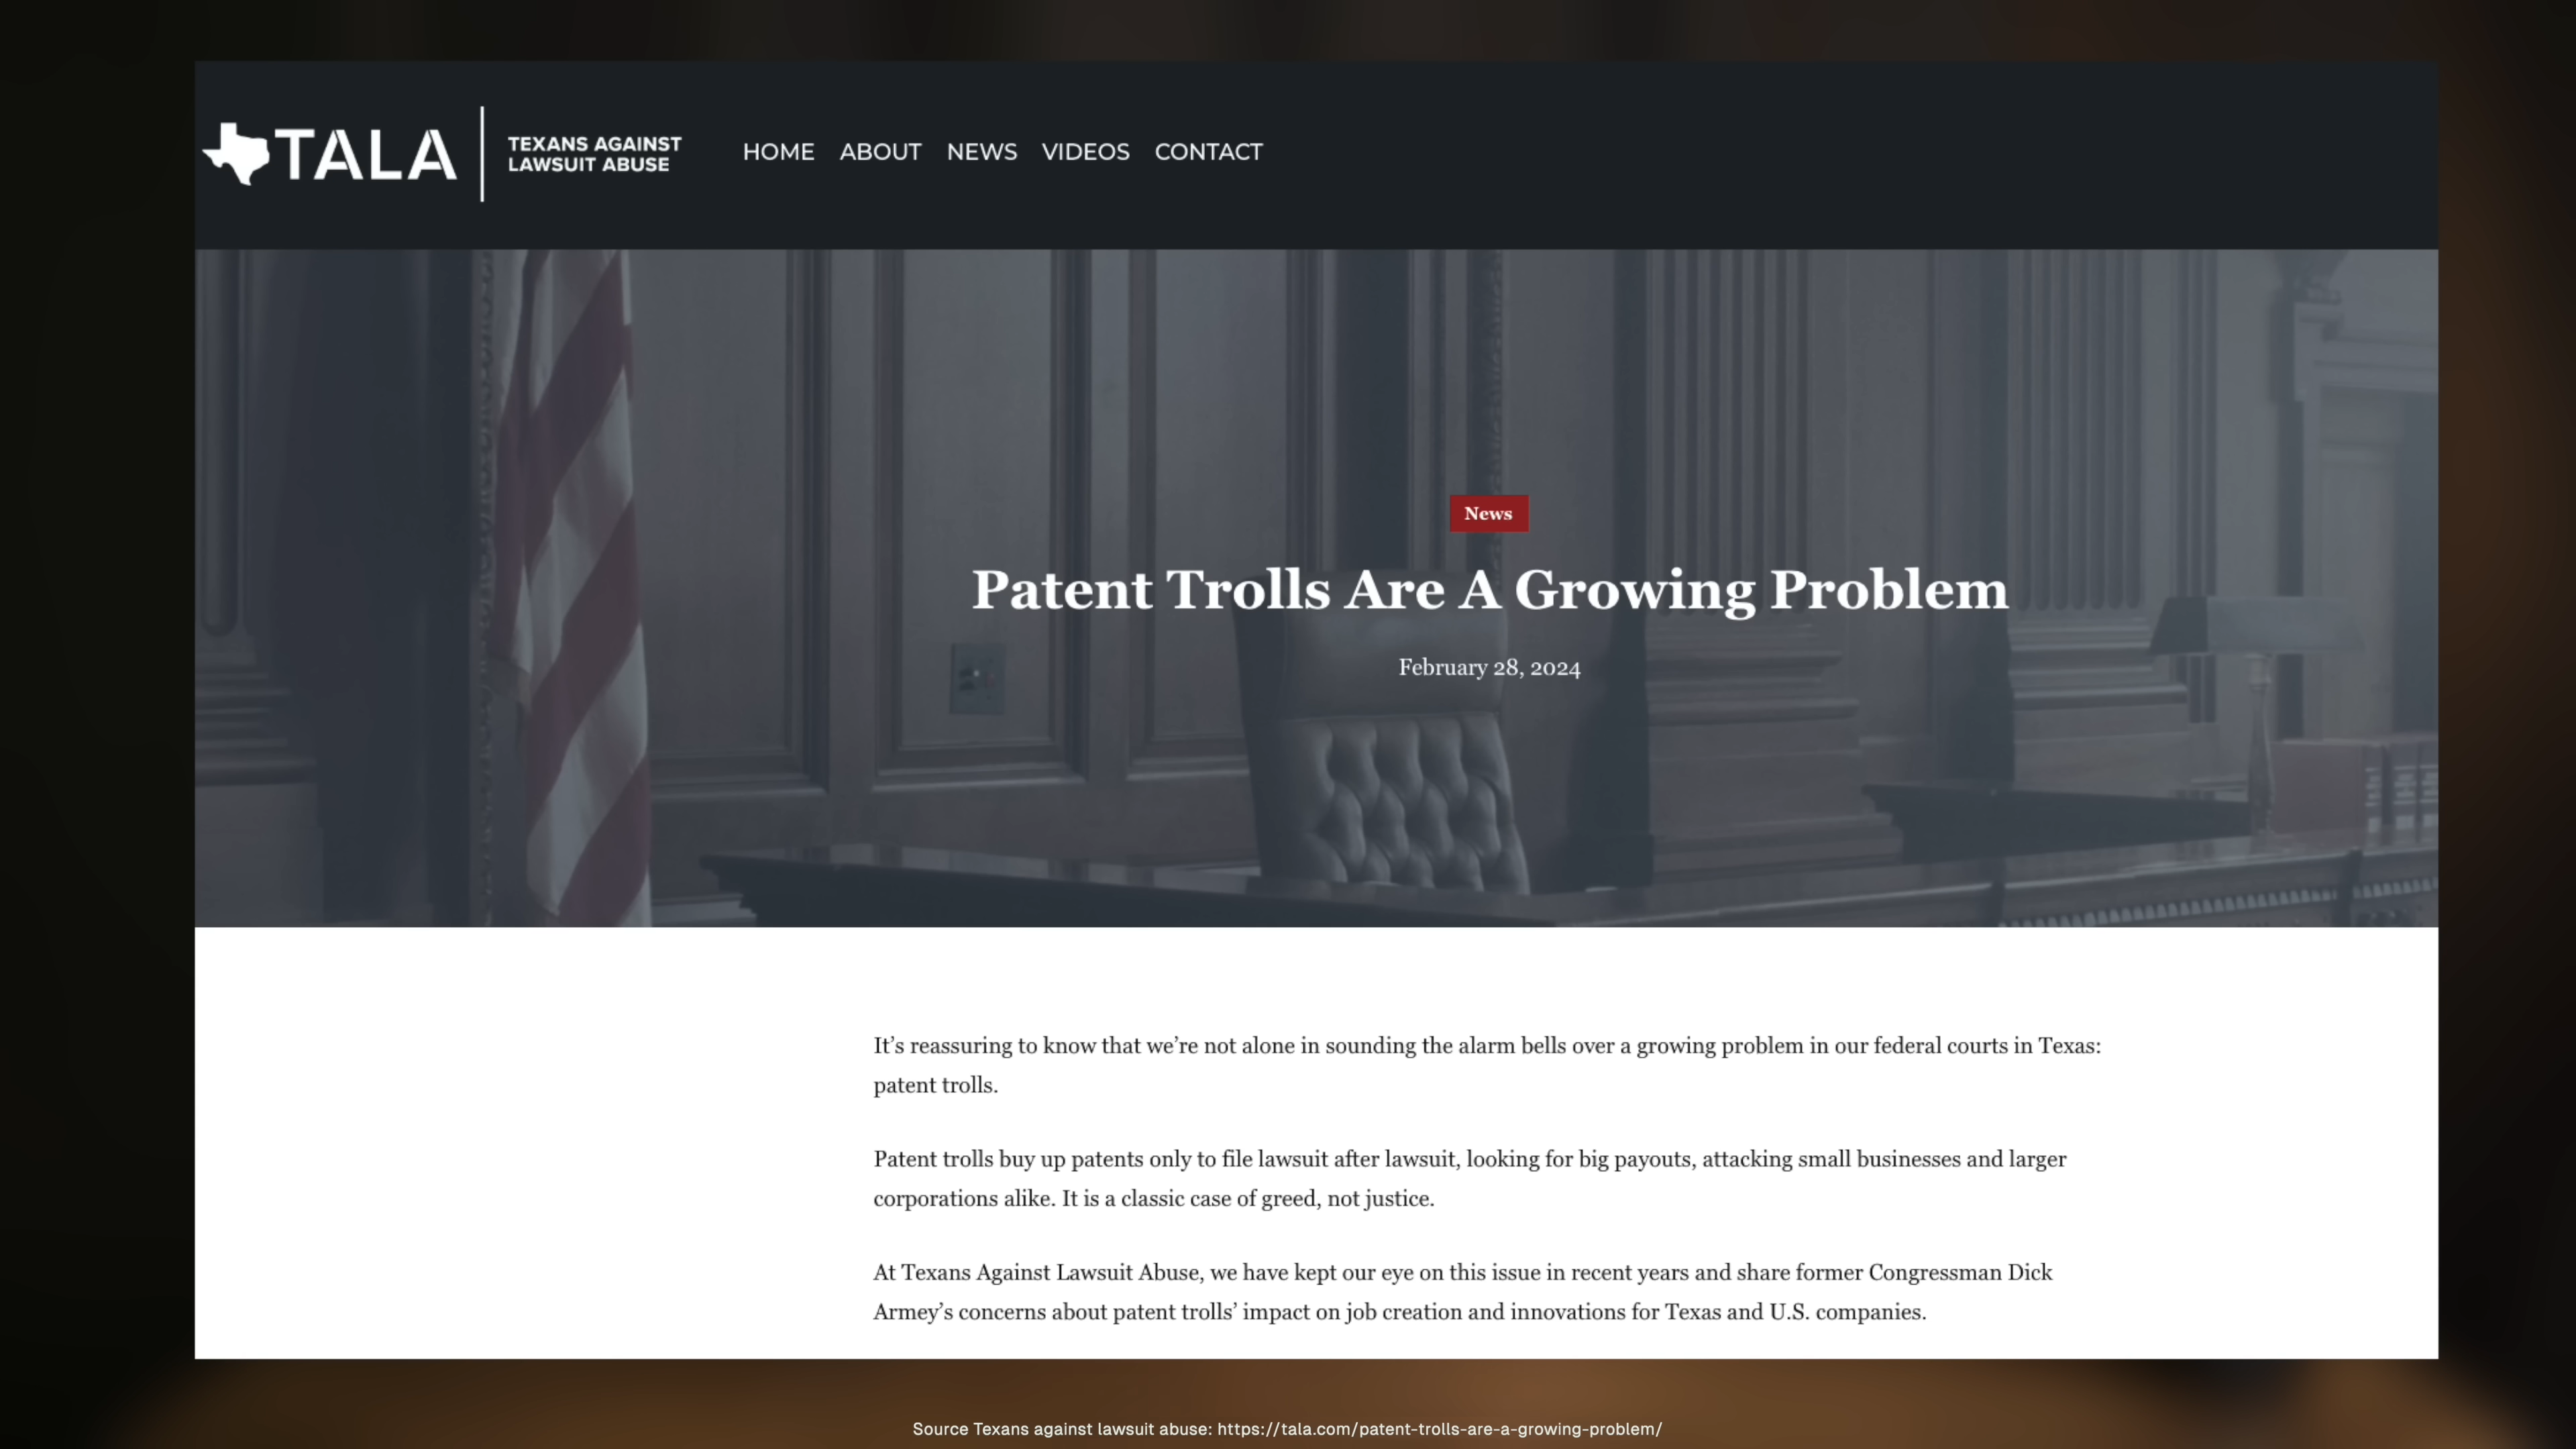 TALA
TEXANS AGAINST
LAWSUIT ABUSE
HOME ABOUT NEWS VIDEOS CONTACT
News
Patent Trolls Are A Growing Problem
February 28, 2024
It’s reassuring to know that we’re not alone in sounding the alarm bells over a growing problem in our federal courts in Texas:
patent trolls.
Patent trolls buy up patents only to file lawsuit after lawsuit, looking for big payouts, attacking small businesses and larger
corporations alike. It is a classic case of greed, not justice.
At Texans Against Lawsuit Abuse, we have kept our eye on this issue in recent years and share former Congressman Dick
Armey’s concerns about patent trolls’ impact on job creation and innovations for Texas and U.S. companies.
Source Texans against lawsuit abuse: https://tala.com/patent-trolls-are-a-growing-problem/